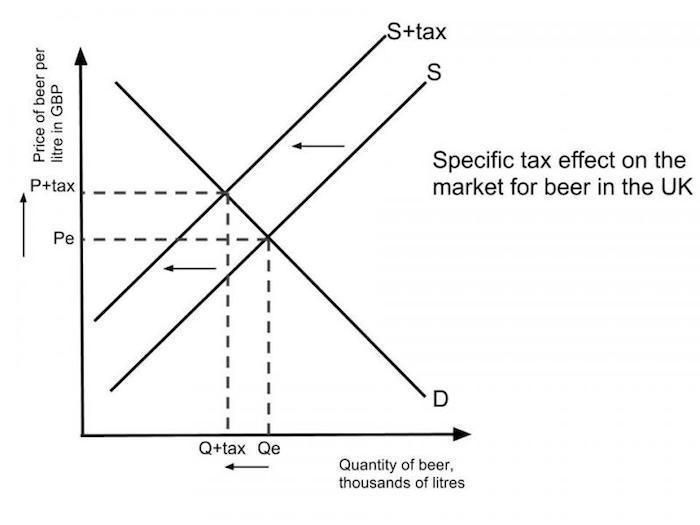 S+tax
S
Price of beer per
litre in GBP
Specific tax effect on the
market for beer in the UK
P+tax
Pe
D
Q+tax Qe
Quantity of beer,
thousands of litres